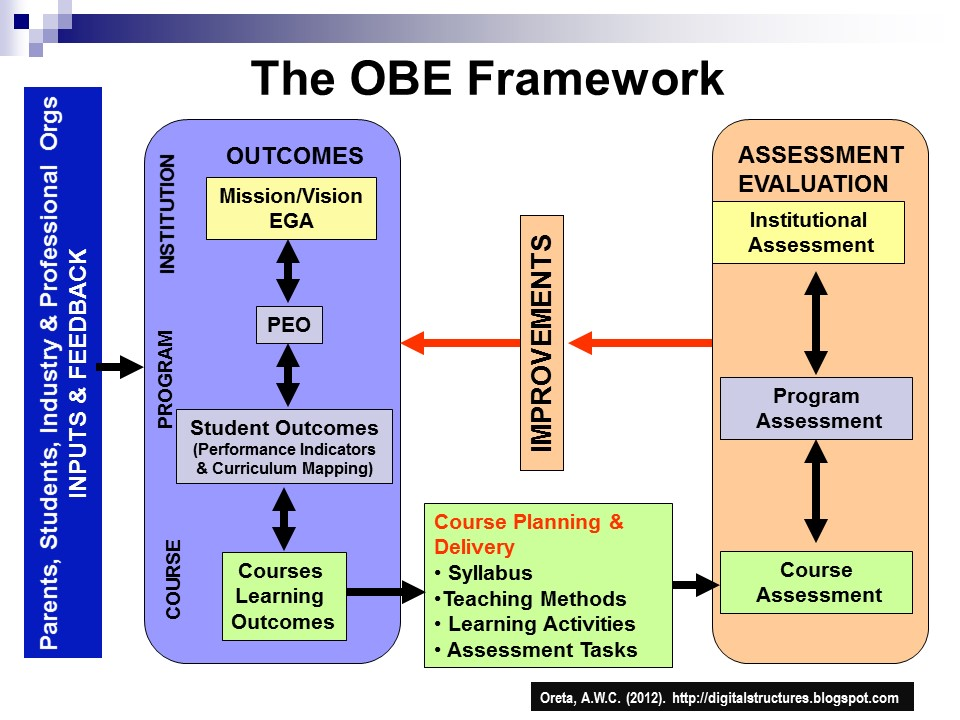 The OBE Framework
Parents, Students, Industry & Professional Orgs
INPUTS & FEEDBACK
INSTITUTION
PROGRAM
COURSE
OUTCOMES
Mission/Vision
EGA
PEO
Student Outcomes
(Performance Indicators
& Curriculum Mapping)
Courses
Learning
Outcomes
IMPROVEMENTS
Course Planning &
Delivery
• Syllabus
•Teaching Methods
• Learning Activities
• Assessment Tasks
ASSESSMENT
EVALUATION
Institutional
Assessment
Program
Assessment
Course
Assessment
Oreta, A.W.C. (2012). http://digitalstructures.blogspot.com